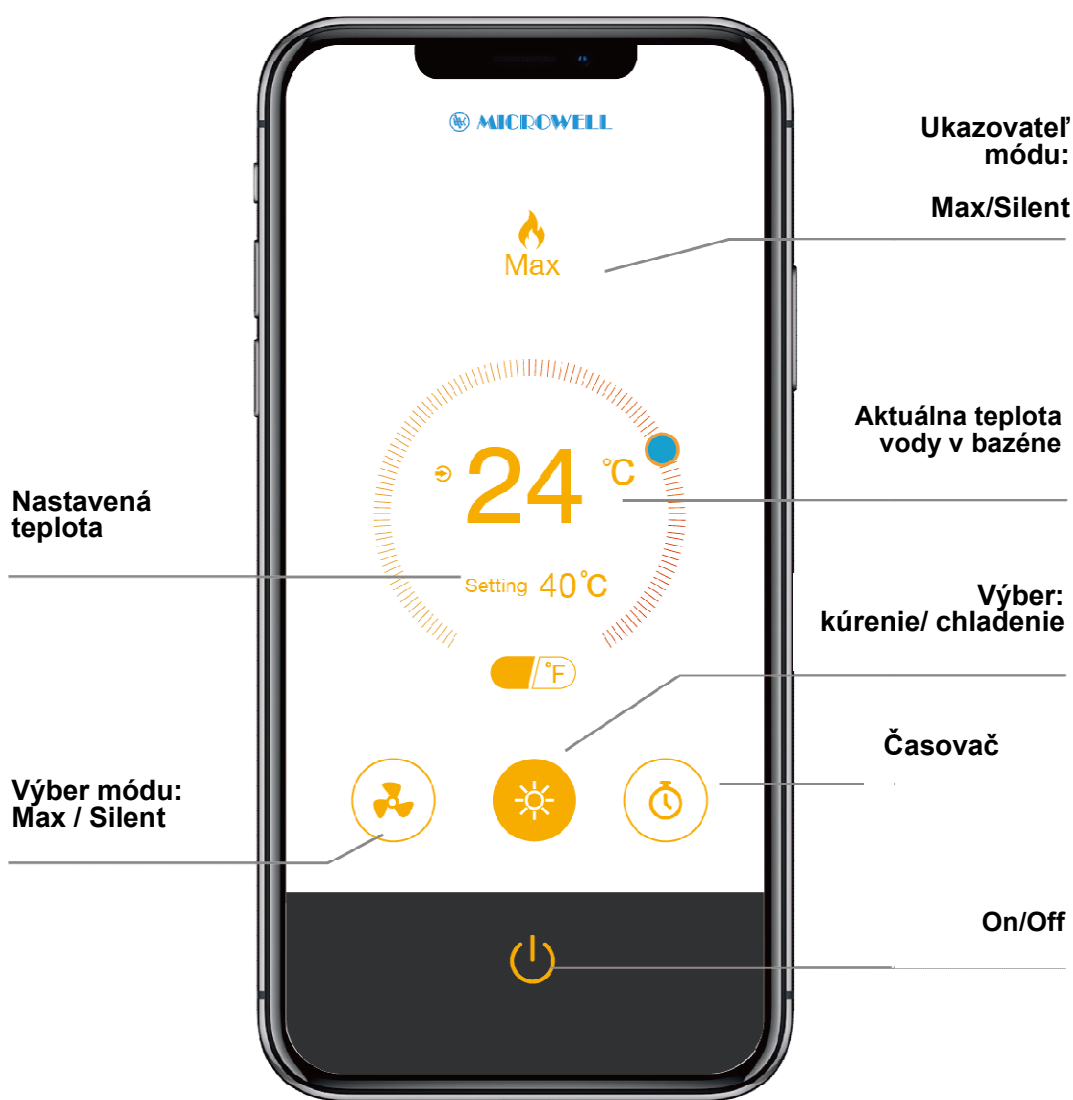 MICROWELL
Ukazovateľ
módu:
Max/Silent
Max
Aktuálna teplota
vody v bazéne
24 °C
Nastavená
teplota
Setting 40°C
Výber:
kúrenie/ chladenie
/°F
Časovač
Výber módu:
Max / Silent
On/Off